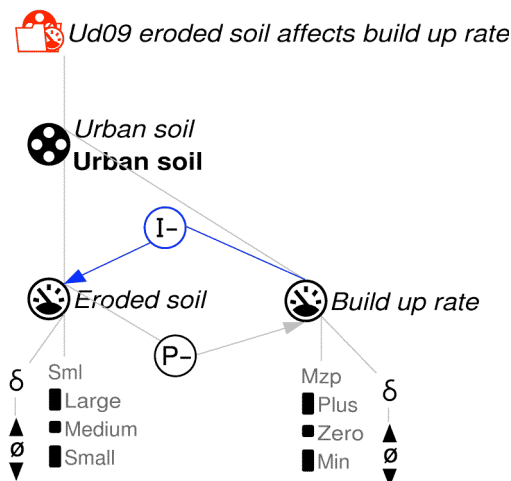 Ud09 eroded soil affects build up rate
Urban soil
Urban soil
I–
Eroded soil
Build up rate
P–
δ
Sml
Large
Medium
Small
ø
Mzp
Plus
Zero
Min
δ
ø